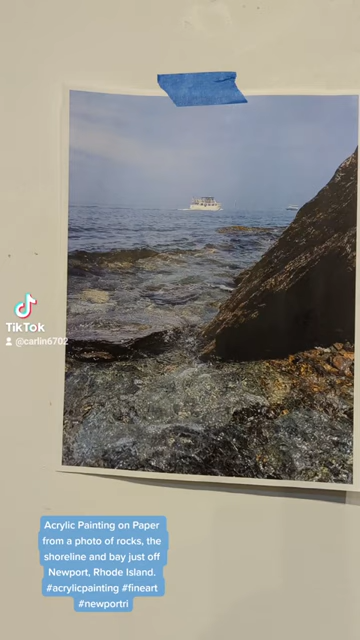 TikTok
@carlin6702
Acrylic Painting on Paper
from a photo of rocks, the
shoreline and bay just off
Newport, Rhode Island.
#acrylicpainting #fineart
#newportri